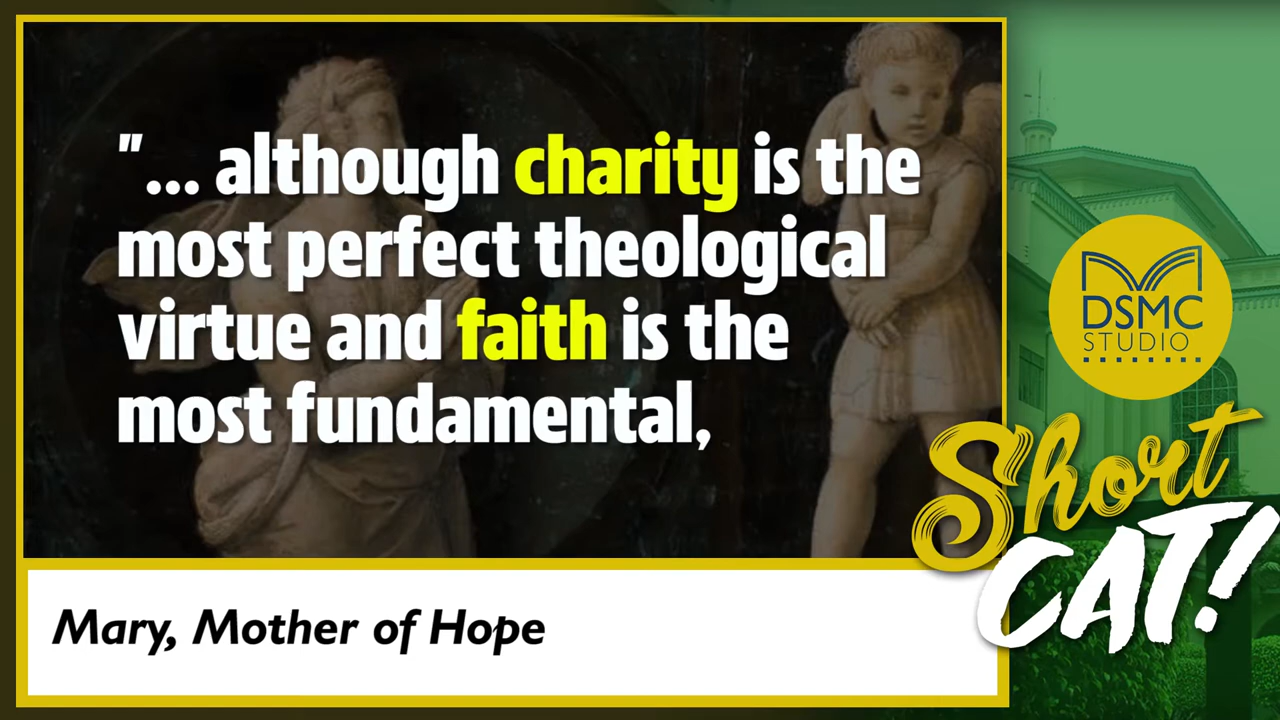 "... although charity is the
most perfect theological
virtue and faith is the
most fundamental,
Mary, Mother of Hope
DSMC
STUDIO
Short
CAT!